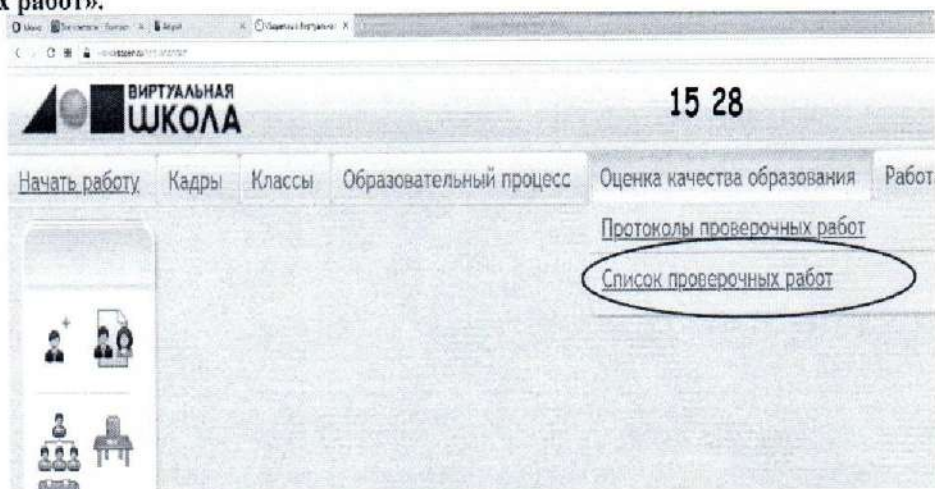 х работ».
ВИРТУАЛЬНАЯ
ШКОЛА
15 28
Начать работу Кадры Классы Образовательный процесс Оценка качества образования Работ
Протоколы проверочных работ
Список проверочных работ